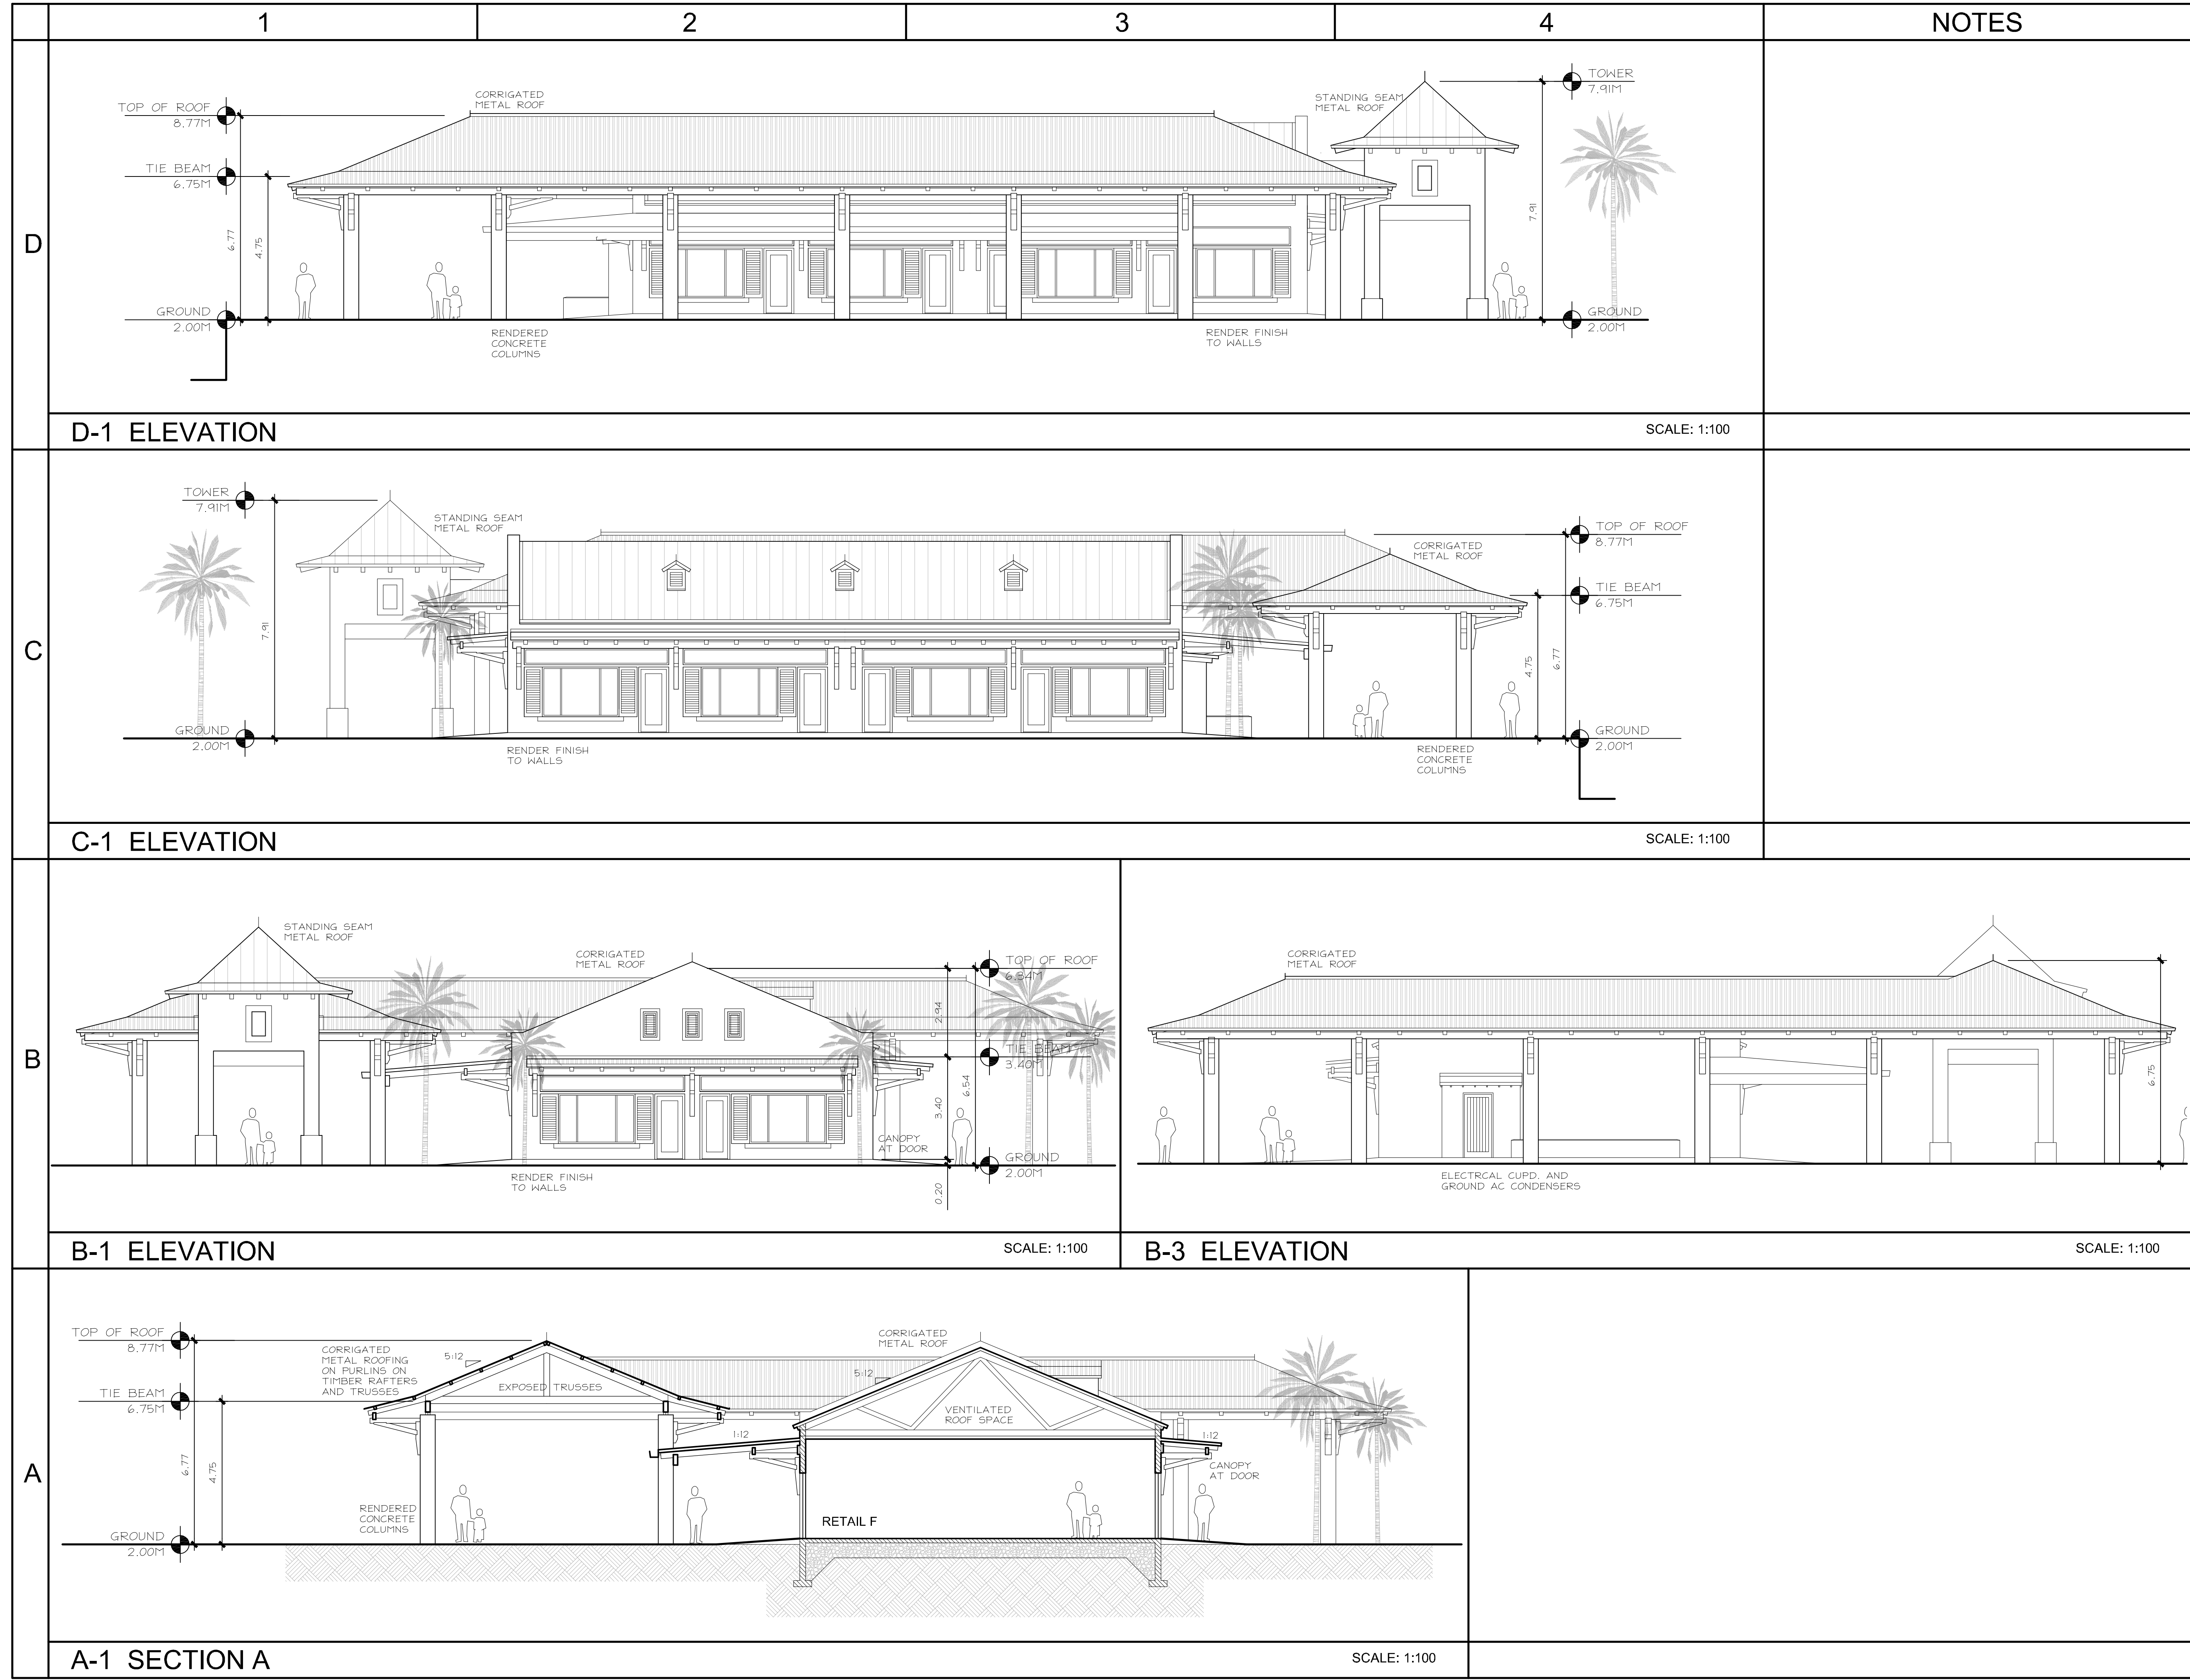 1
2
3
4
NOTES
D
TOP OF ROOF
8.77M
TIE BEAM
6.75M
6.77
4.75
GROUND
2.00M
CORRIGATED
METAL ROOF
STANDING SEAM
METAL ROOF
TOWER
7.91M
7.91
GROUND
2.00M
RENDERED
CONCRETE
COLUMNS
RENDER FINISH
TO WALLS
D-1 ELEVATION
SCALE: 1:100
C
TOWER
7.91M
STANDING SEAM
METAL ROOF
7.91
GROUND
2.00M
CORRIGATED
METAL ROOF
TOP OF ROOF
8.77M
TIE BEAM
6.75M
4.75
6.77
GROUND
2.00M
RENDER FINISH
TO WALLS
RENDERED
CONCRETE
COLUMNS
C-1 ELEVATION
SCALE: 1:100
B
STANDING SEAM
METAL ROOF
CORRIGATED
METAL ROOF
TOP OF ROOF
6.34M
2.94
TIE BEAM
3.40M
6.54
3.40
CANOPY
AT DOOR
GROUND
2.00M
0.20
RENDER FINISH
TO WALLS
B-1 ELEVATION
SCALE: 1:100
CORRIGATED
METAL ROOF
6.75
ELECTRCAL CUPD. AND
GROUND AC CONDENSERS
B-3 ELEVATION
SCALE: 1:100
A
TOP OF ROOF
8.77M
TIE BEAM
6.75M
6.77
4.75
GROUND
2.00M
CORRIGATED
METAL ROOFING
ON PURLINS ON
TIMBER RAFTERS
AND TRUSSES
5:12
EXPOSED TRUSSES
CORRIGATED
METAL ROOF
5:12
VENTILATED
ROOF SPACE
1:12
1:12
CANOPY
AT DOOR
RENDERED
CONCRETE
COLUMNS
RETAIL F
A-1 SECTION A
SCALE: 1:100